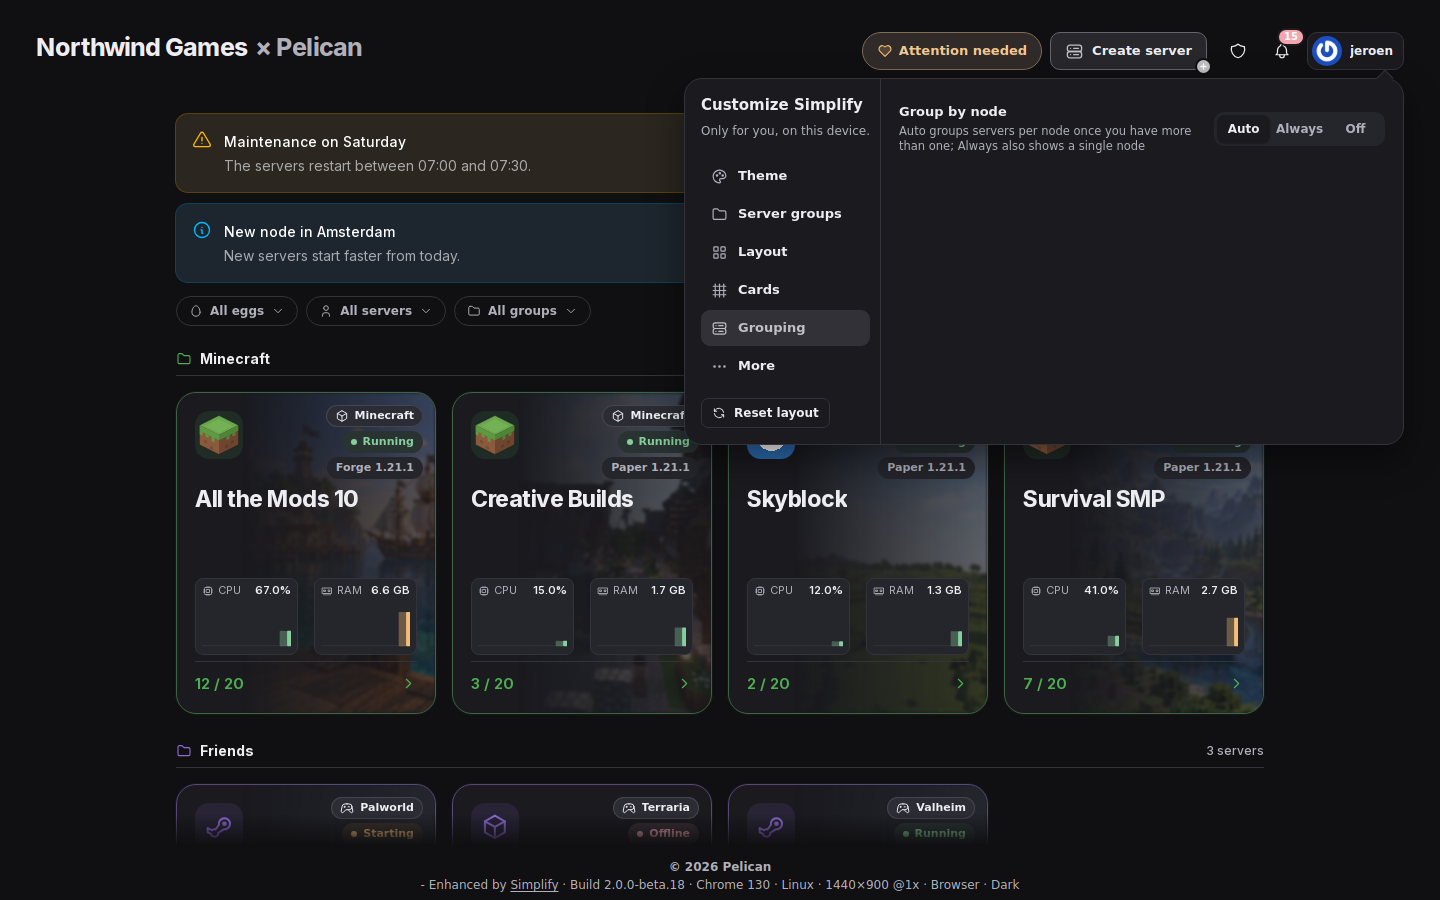 Northwind Games × Pelican
Attention needed
Create server
15
jeroen
Maintenance on Saturday
The servers restart between 07:00 and 07:30.
New node in Amsterdam
New servers start faster from today.
Customize Simplify
Only for you, on this device.
Theme
Server groups
Layout
Cards
Grouping
More
Reset layout
Group by node
Auto groups servers per node once you have more
than one; Always also shows a single node
Auto Always Off
All eggs
All servers
All groups
Minecraft
Minecraft
Running
Forge 1.21.1
All the Mods 10
CPU 67.0%
RAM 6.6 GB
12 / 20
Minecraf
Running
Paper 1.21.1
Creative Builds
CPU 15.0%
RAM 1.7 GB
3 / 20
Paper 1.21.1
Skyblock
CPU 12.0%
RAM 1.3 GB
2 / 20
Paper 1.21.1
Survival SMP
CPU 41.0%
RAM 2.7 GB
7 / 20
Friends
3 servers
Palworld
Starting
Terraria
Offline
Valheim
Running
© 2026 Pelican
- Enhanced by Simplify · Build 2.0.0-beta.18 · Chrome 130 · Linux · 1440×900 @1x · Browser · Dark